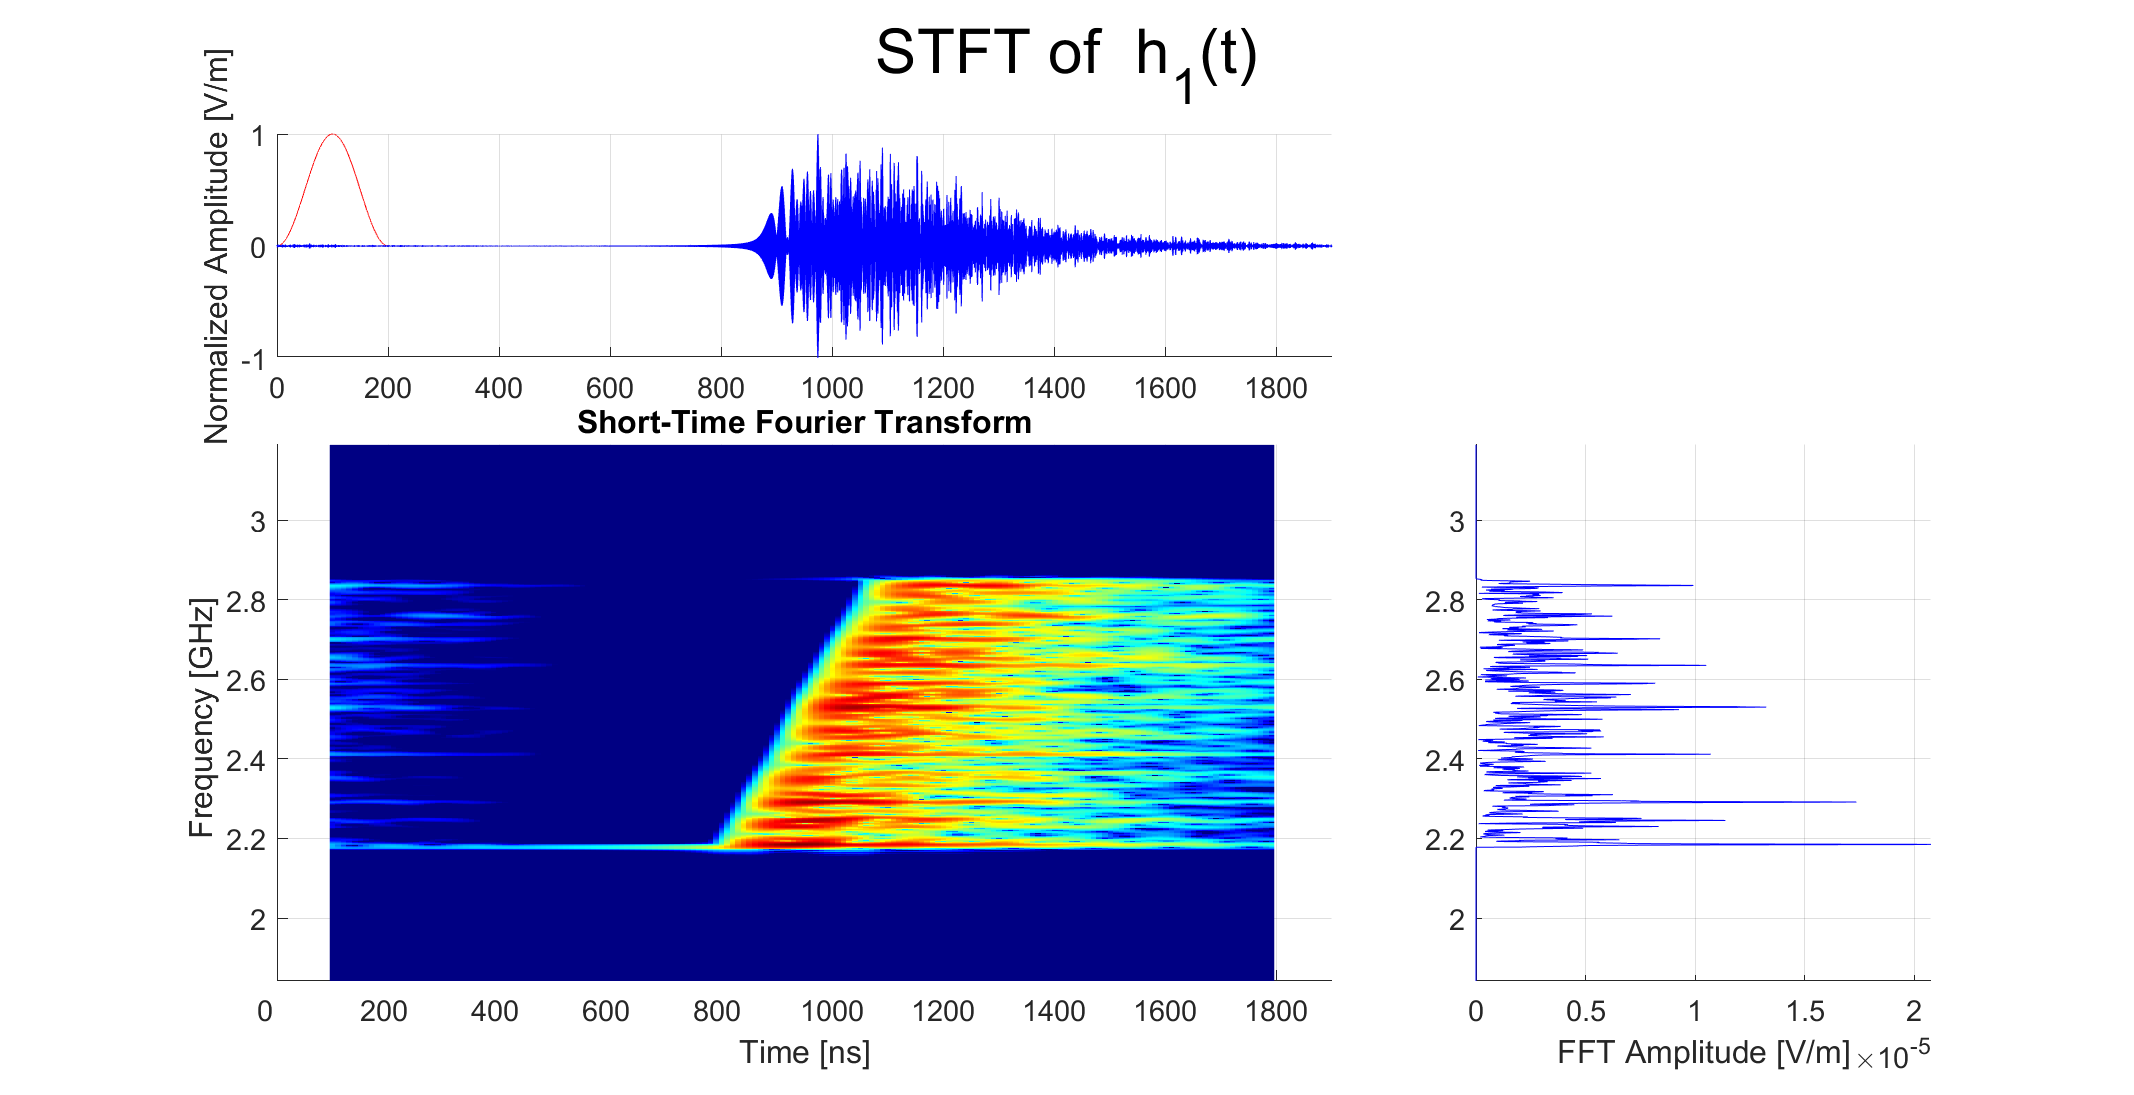 STFT of h1(t)
Normalized Amplitude [V/m]
1
0
-1
0 200 400 600 800 1000 1200 1400 1600 1800
Short-Time Fourier Transform
Frequency [GHz]
3
2.8
2.6
2.4
2.2
2
0 200 400 600 800 1000 1200 1400 1600 1800
Time [ns]
3
2.8
2.6
2.4
2.2
2
0 0.5 1 1.5 2
FFT Amplitude [V/m] ×10-5